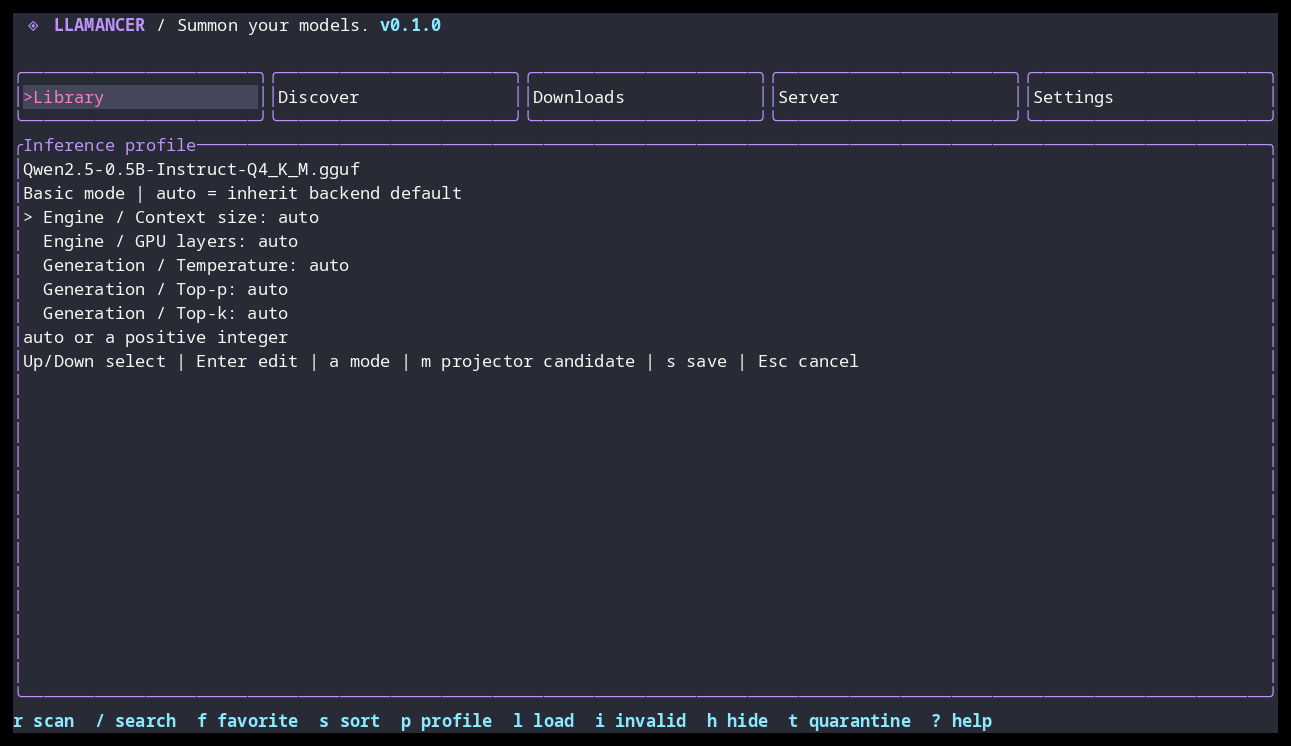 ◈ LLAMANCER / Summon your models. v0.1.0
>Library Discover Downloads Server Settings
Inference profile
Qwen2.5-0.5B-Instruct-Q4_K_M.gguf
Basic mode | auto = inherit backend default
> Engine / Context size: auto
Engine / GPU layers: auto
Generation / Temperature: auto
Generation / Top-p: auto
Generation / Top-k: auto
auto or a positive integer
Up/Down select | Enter edit | a mode | m projector candidate | s save | Esc cancel
r scan / search f favorite s sort p profile l load i invalid h hide t quarantine ? help